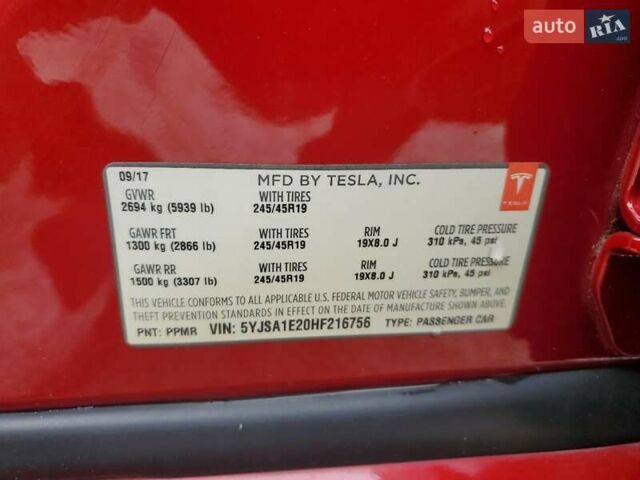 auto RIA .com
09/17
MFD BY TESLA, INC.
TESLA
GVWR WITH TIRES
2694 kg (5939 lb) 245/45R19
GAWR FRT WITH TIRES RIM COLD TIRE PRESSURE
1300 kg (2866 lb) 245/45R19 19X8.0 J 310 kPa, 45 psi
GAWR RR WITH TIRES RIM COLD TIRE PRESSURE
1500 kg (3307 lb) 245/45R19 19X8.0 J 310 kPa, 45 psi
THIS VEHICLE CONFORMS TO ALL APPLICABLE U.S. FEDERAL MOTOR VEHICLE SAFETY, BUMPER, AND
THEFT PREVENTION STANDARDS IN EFFECT ON THE DATE OF MANUFACTURE SHOWN ABOVE.
PNT: PPMR VIN: 5YJSA1E20HF216756 TYPE: PASSENGER CAR